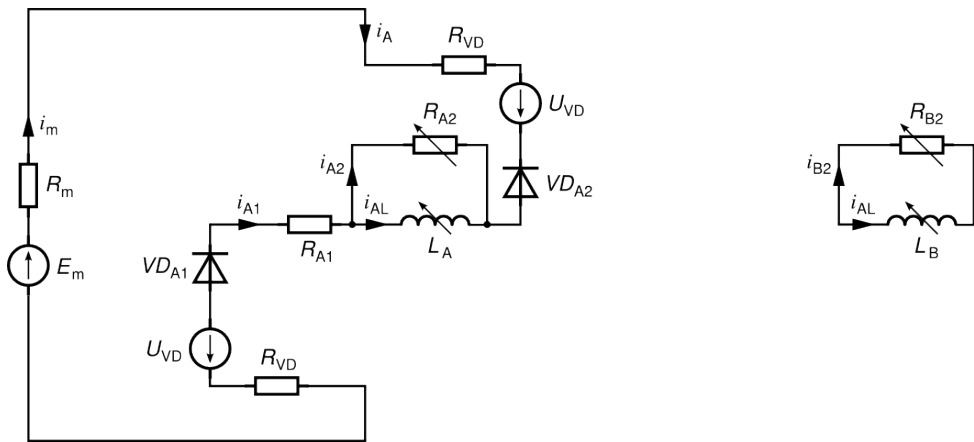 i_A
R_VD
U_VD
R_A2
R_B2
i_m
i_A2
i_B2
VD_A2
R_m
i_A1
i_AL
i_AL
R_A1
L_A
L_B
VD_A1
E_m
U_VD
R_VD